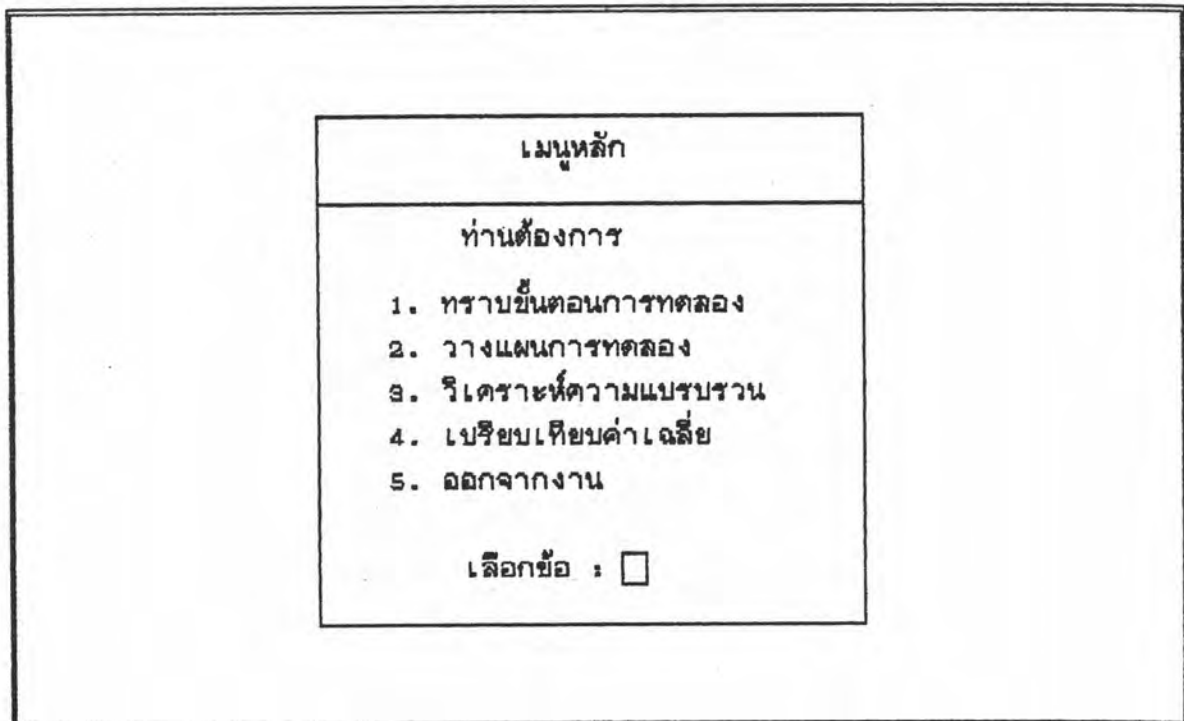 เมนูหลัก
ท่านต้องการ
1. ทราบขั้นตอนการทดลอง
2. วางแผนการทดลอง
3. วิเคราะห์ความแปรปรวน
4. เปรียบเทียบค่าเฉลี่ย
5. ออกจากงาน
เลือกข้อ :